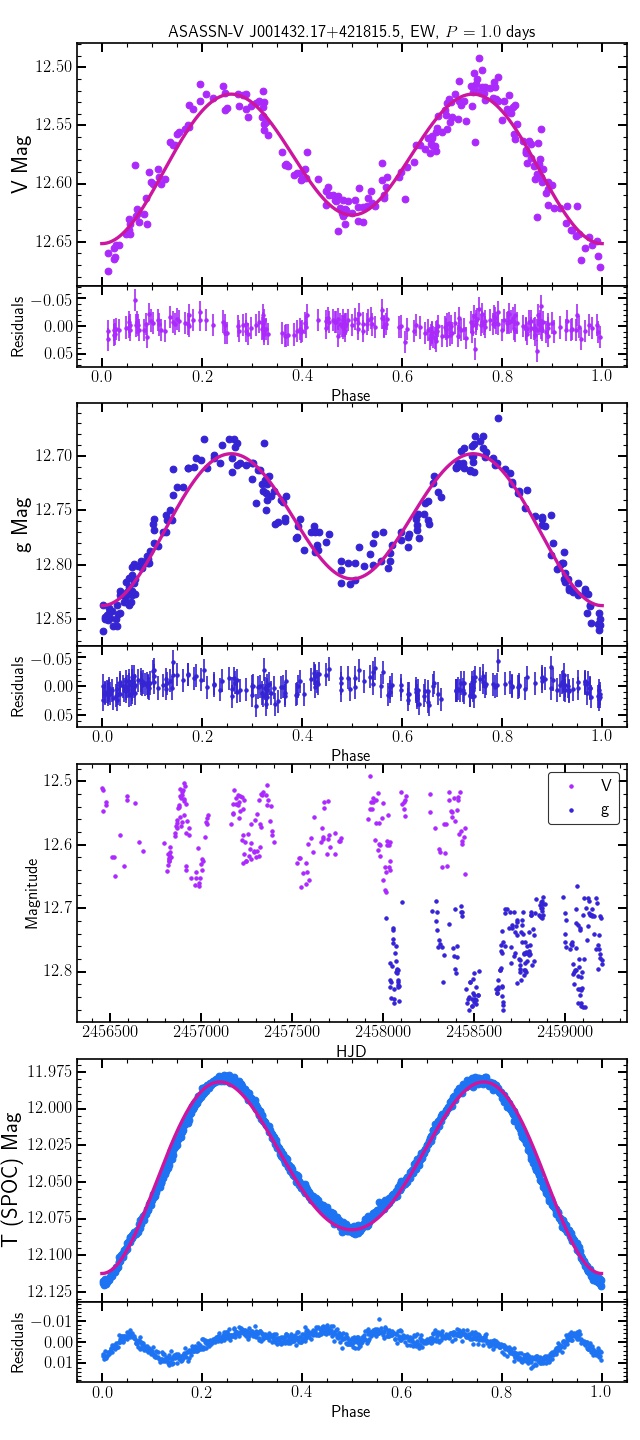 ASASSN-V J001432.17+421815.5, EW, P = 1.0 days
12.50
12.55
12.60
12.65
V Mag
−0.05
0.00
0.05
Residuals
0.0 0.2 0.4 0.6 0.8 1.0
Phase
12.70
12.75
12.80
12.85
g Mag
−0.05
0.00
0.05
Residuals
0.0 0.2 0.4 0.6 0.8 1.0
Phase
12.5
12.6
12.7
12.8
Magnitude
V
g
2456500 2457000 2457500 2458000 2458500 2459000
HJD
11.975
12.000
12.025
12.050
12.075
12.100
12.125
T (SPOC) Mag
−0.01
0.00
0.01
Residuals
0.0 0.2 0.4 0.6 0.8 1.0
Phase